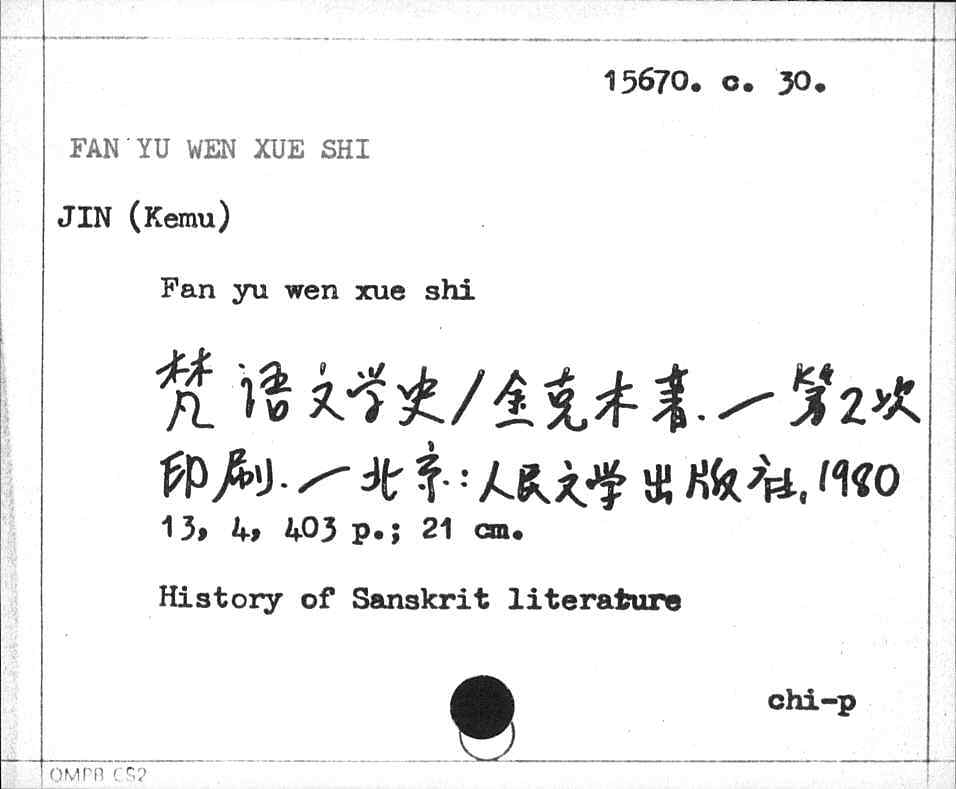 15670. c. 30.
FAN YU WEN XUE SHI
JIN (Kemu)
Fan yu wen xue shi
梵语文学史/金克木著.—第2次
印刷.—北京:人民文学出版社,1980
13, 4, 403 p.; 21 cm.
History of Sanskrit literature
chi-p
OMPB CS2